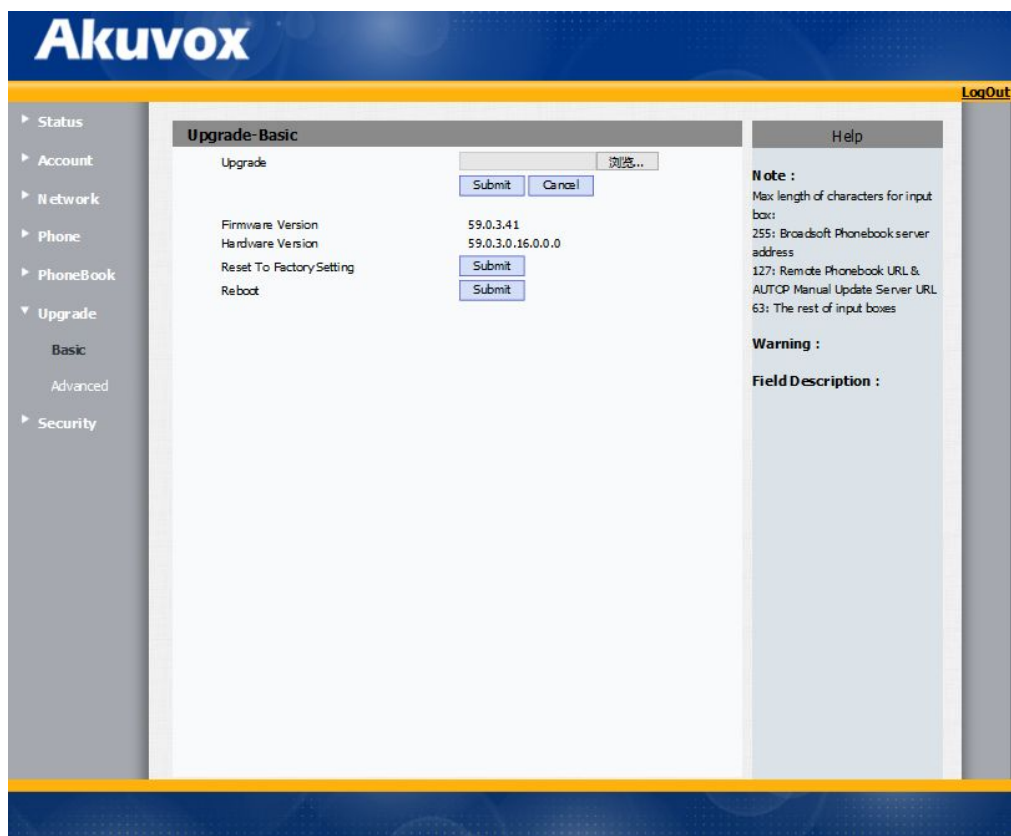 Akuvox
LogOut
Status
Account
Network
Phone
PhoneBook
Upgrade
Basic
Advanced
Security
Upgrade-Basic
Upgrade 浏览...
Submit Cancel
Firmware Version 59.0.3.41
Hardware Version 59.0.3.0.16.0.0.0
Reset To Factory Setting Submit
Reboot Submit
Help
Note :
Max length of characters for input
box:
255: Broadsoft Phonebook server
address
127: Remote Phonebook URL &
AUTOP Manual Update Server URL
63: The rest of input boxes
Warning :
Field Description :